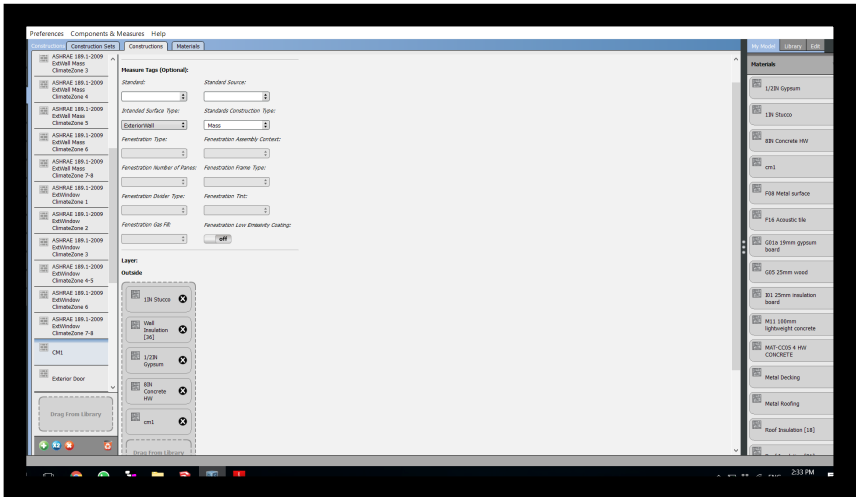 Preferences Components & Measures Help
Constructions Construction Sets Constructions Materials
My Model Library Edit
ASHRAE 189.1-2009
ExtWall Mass
ClimateZone 3
ASHRAE 189.1-2009
ExtWall Mass
ClimateZone 4
ASHRAE 189.1-2009
ExtWall Mass
ClimateZone 5
ASHRAE 189.1-2009
ExtWall Mass
ClimateZone 6
ASHRAE 189.1-2009
ExtWall Mass
ClimateZone 7-8
ASHRAE 189.1-2009
ExtWindow
ClimateZone 1
ASHRAE 189.1-2009
ExtWindow
ClimateZone 2
ASHRAE 189.1-2009
ExtWindow
ClimateZone 3
ASHRAE 189.1-2009
ExtWindow
ClimateZone 4-5
ASHRAE 189.1-2009
ExtWindow
ClimateZone 6
ASHRAE 189.1-2009
ExtWindow
ClimateZone 7-8
CM1
Exterior Door
Drag From Library
Measure Tags (Optional):
Standard: Standard Source:
Intended Surface Type: Standards Construction Type:
ExteriorWall Mass
Fenestration Type: Fenestration Assembly Context:
Fenestration Number of Panes: Fenestration Frame Type:
Fenestration Divider Type: Fenestration Tint:
Fenestration Gas Fill: Fenestration Low Emissivity Coating:
off
Layer:
Outside
1IN Stucco
Wall
Insulation
[36]
1/2IN
Gypsum
8IN
Concrete
HW
cm1
Drag From Library
Materials
1/2IN Gypsum
1IN Stucco
8IN Concrete HW
cm1
F08 Metal surface
F16 Acoustic tile
G01a 19mm gypsum
board
G05 25mm wood
I01 25mm insulation
board
M11 100mm
lightweight concrete
MAT-CC05 4 HW
CONCRETE
Metal Decking
Metal Roofing
Roof Insulation [18]
2:33 PM